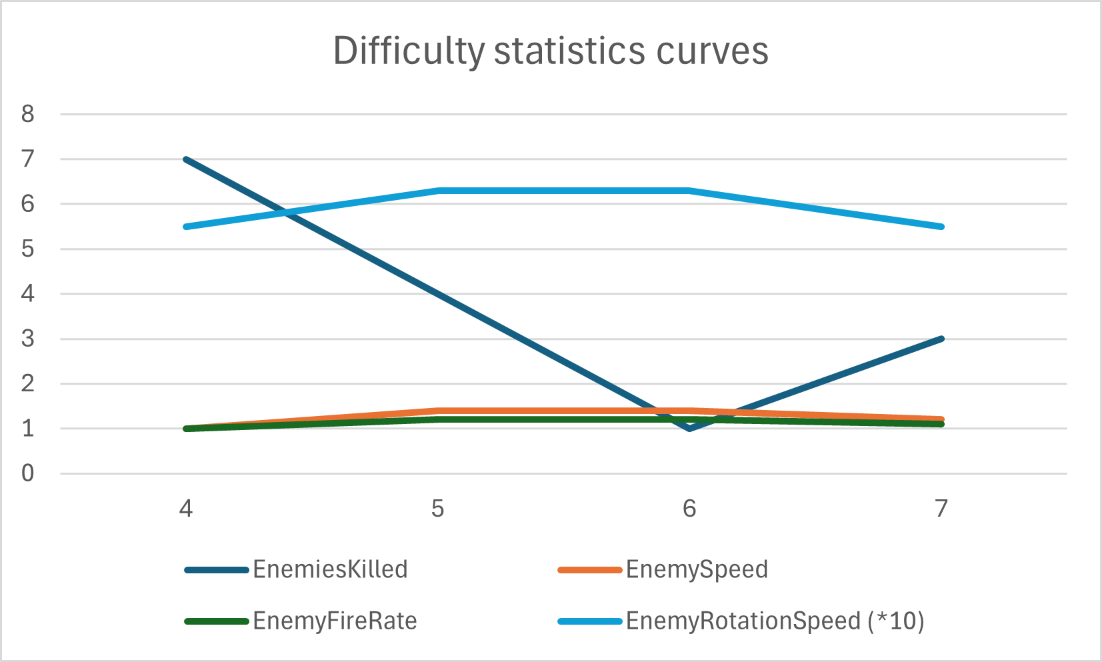 Difficulty statistics curves
8
7
6
5
4
3
2
1
0
4 5 6 7
EnemiesKilled EnemySpeed
EnemyFireRate EnemyRotationSpeed (*10)